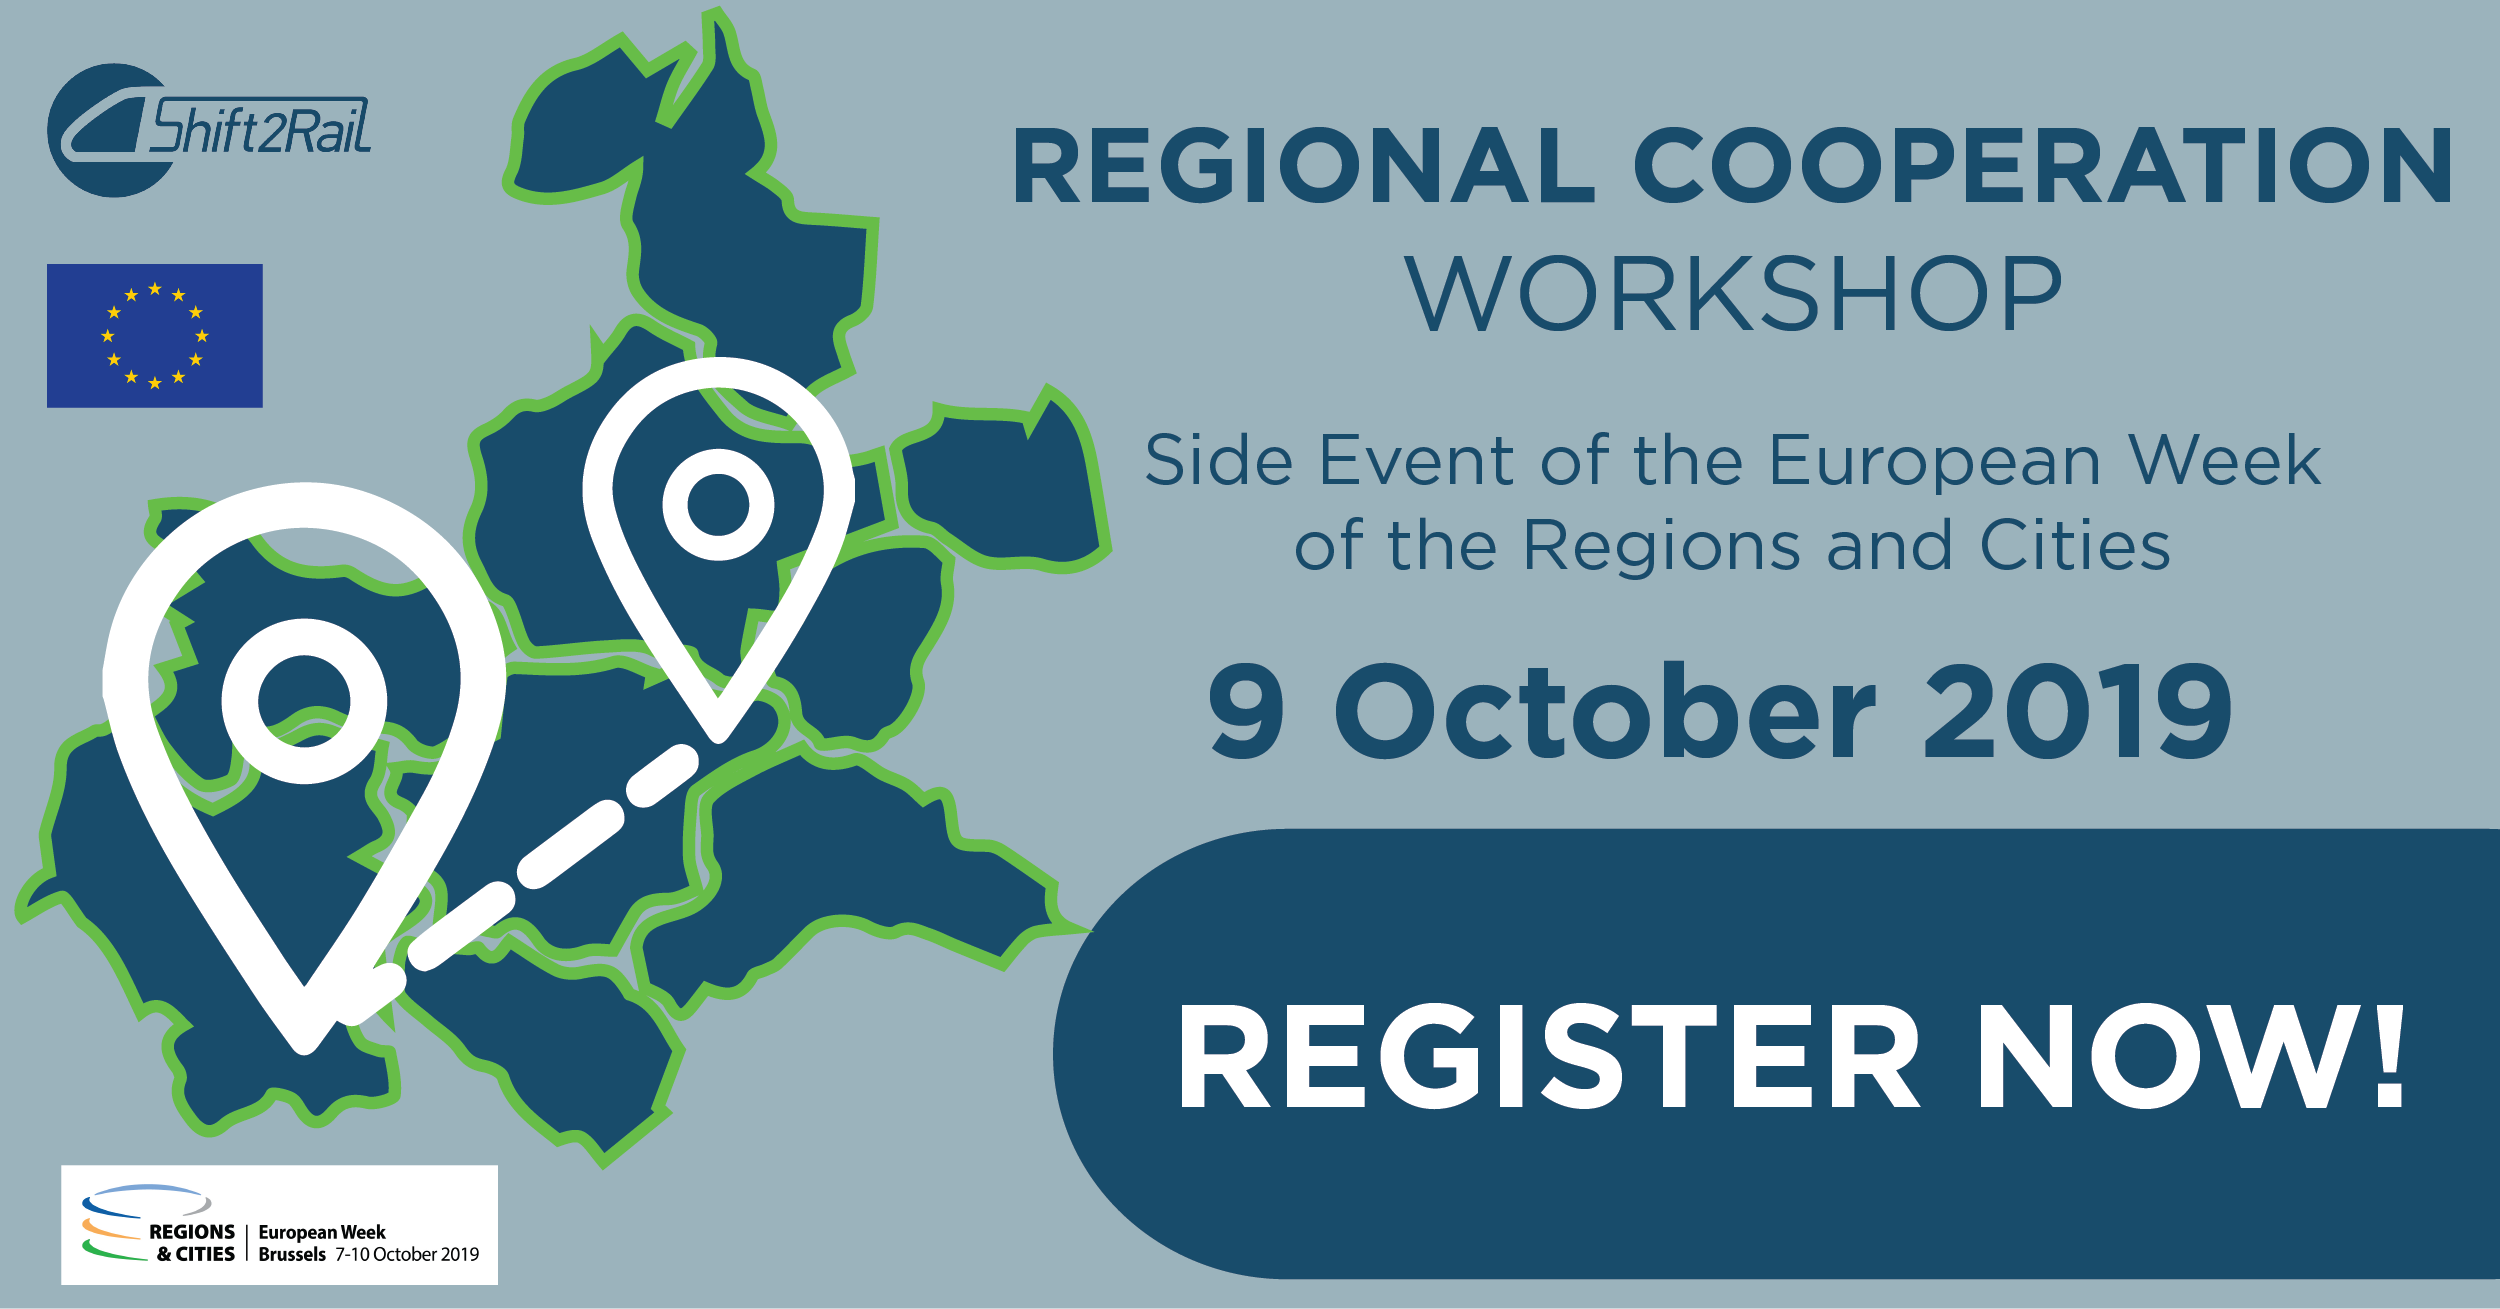 Shift2Rail
REGIONAL COOPERATION
WORKSHOP
Side Event of the European Week
of the Regions and Cities
9 October 2019
REGISTER NOW!
REGIONS
& CITIES
European Week
Brussels 7-10 October 2019